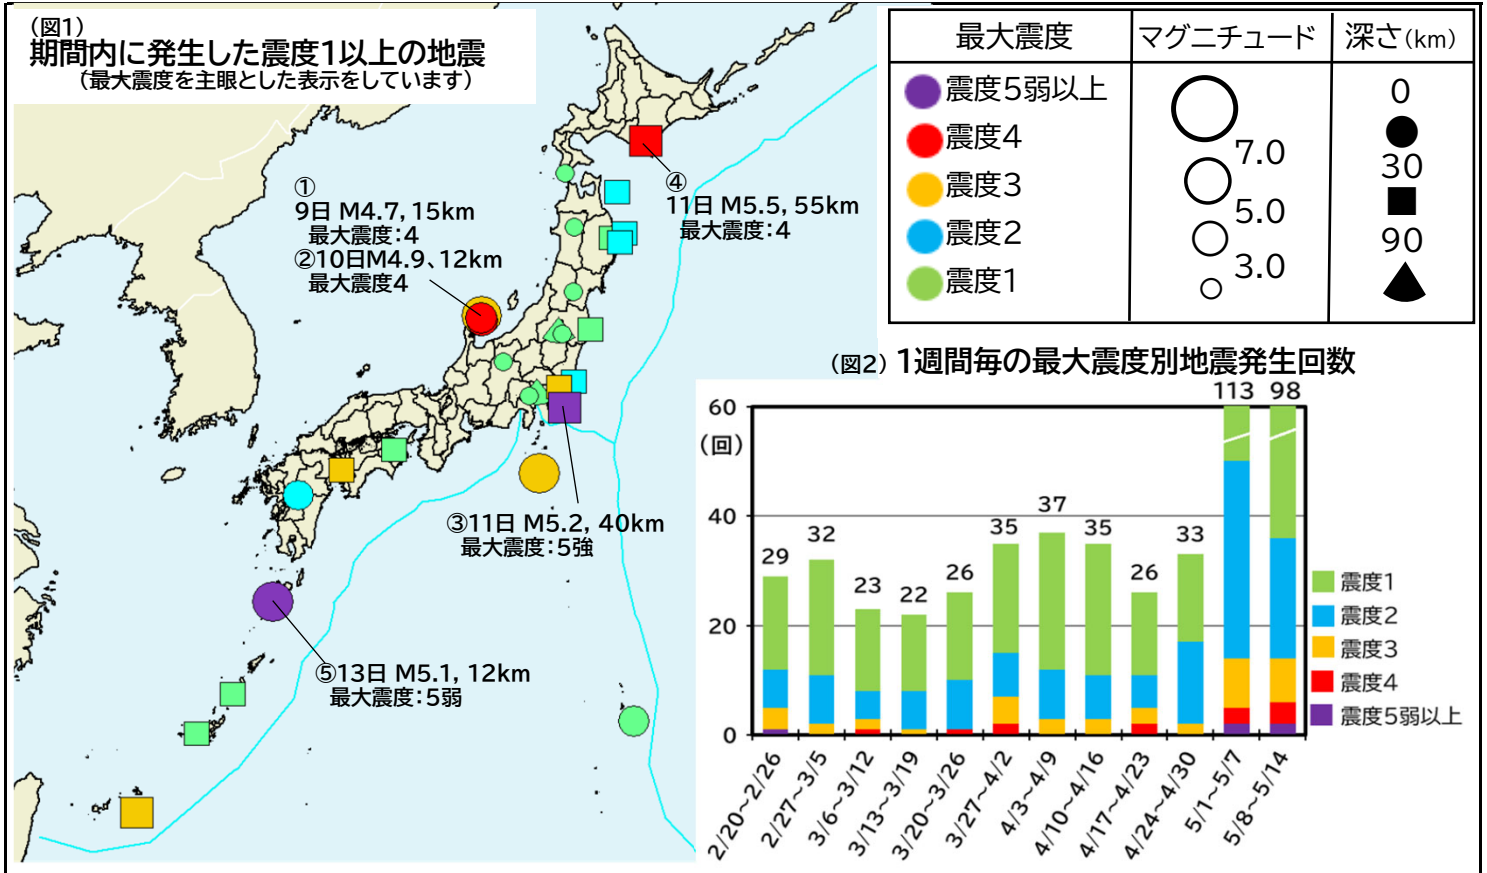 (図1)
期間内に発生した震度1以上の地震
(最大震度を主眼とした表示をしています)
①
9日 M4.7, 15km
最大震度:4
②10日M4.9、12km
最大震度4
④
11日 M5.5, 55km
最大震度:4
③11日 M5.2, 40km
最大震度:5強
⑤13日 M5.1, 12km
最大震度:5弱
最大震度 マグニチュード 深さ(km)
震度5弱以上
震度4
震度3
震度2
震度1
7.0
5.0
3.0
0
30
90
(図2) 1週間毎の最大震度別地震発生回数
(回)
60
40
20
0
29 32 23 22 26 35 37 35 26 33 113 98
2/20~2/26
2/27~3/5
3/6~3/12
3/13~3/19
3/20~3/26
3/27~4/2
4/3~4/9
4/10~4/16
4/17~4/23
4/24~4/30
5/1~5/7
5/8~5/14
震度1
震度2
震度3
震度4
震度5弱以上